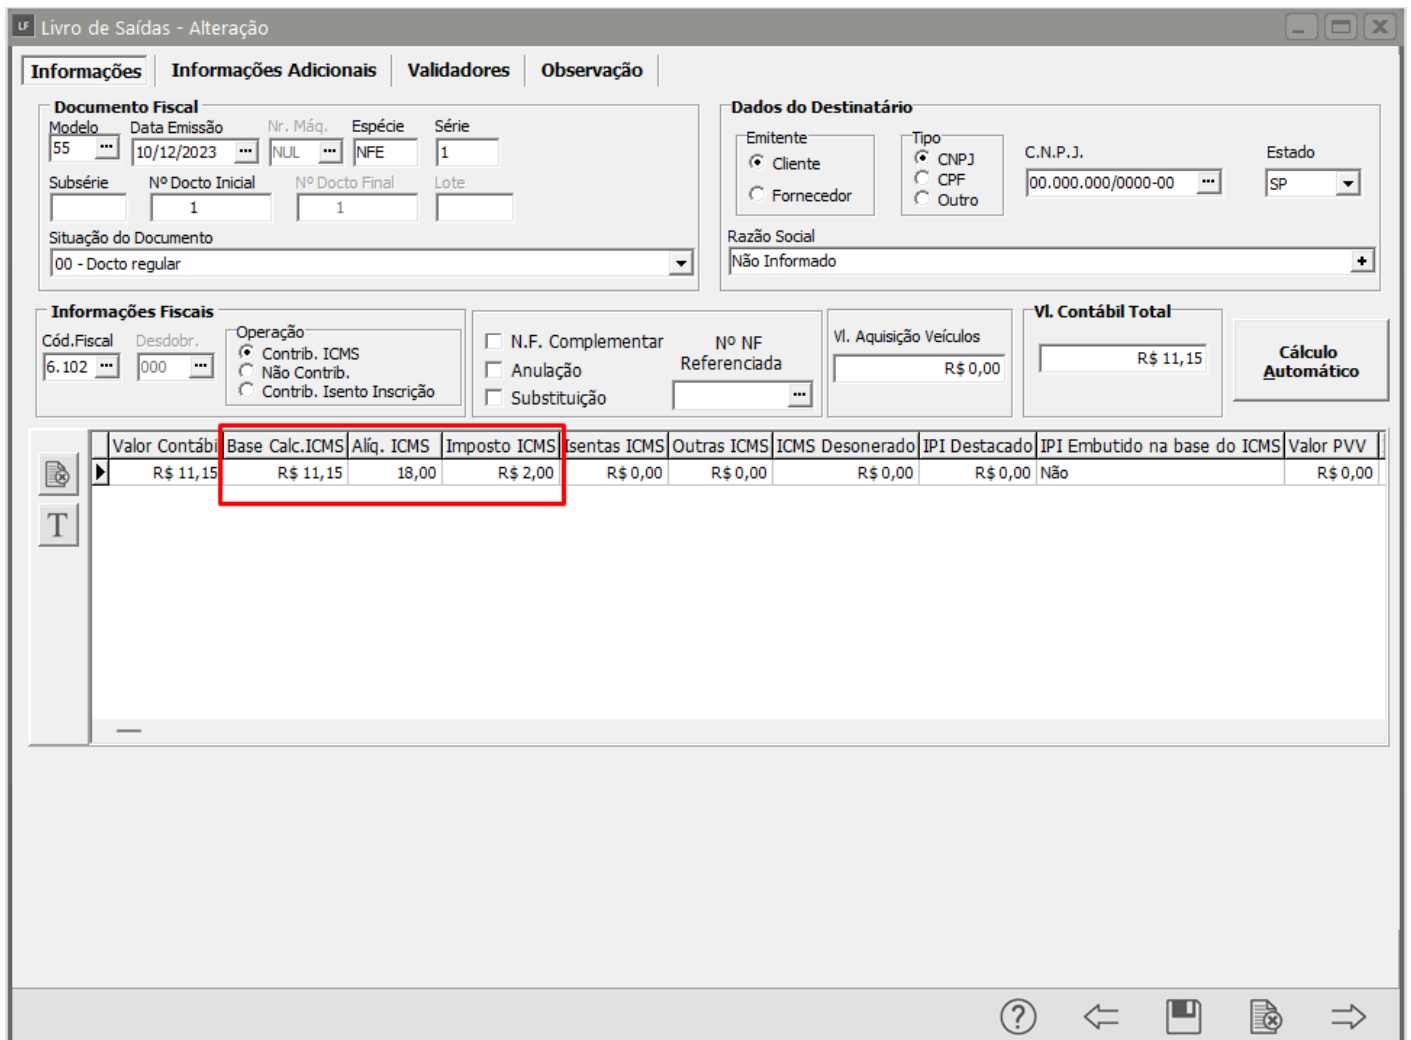 LF Livro de Saídas - Alteração
Informações Informações Adicionais Validadores Observação
Documento Fiscal
Modelo Data Emissão Nr. Máq. Espécie Série
55 ... 10/12/2023 ... NUL ... NFE 1
Subsérie Nº Docto Inicial Nº Docto Final Lote
1 1
Situação do Documento
00 - Docto regular
Dados do Destinatário
Emitente
Cliente
Fornecedor
Tipo
CNPJ
CPF
Outro
C.N.P.J.
00.000.000/0000-00 ...
Estado
SP
Razão Social
Não Informado +
Informações Fiscais
Cód.Fiscal Desdobr.
6.102 ... 000 ...
Operação
Contrib. ICMS
Não Contrib.
Contrib. Isento Inscrição
N.F. Complementar
Anulação
Substituição
Nº NF
Referenciada
...
Vl. Aquisição Veículos
R$ 0,00
Vl. Contábil Total
R$ 11,15
Cálculo
Automático
Valor Contábi Base Calc.ICMS Alíq. ICMS Imposto ICMS Isentas ICMS Outras ICMS ICMS Desonerado IPI Destacado IPI Embutido na base do ICMS Valor PVV
R$ 11,15 R$ 11,15 18,00 R$ 2,00 R$ 0,00 R$ 0,00 R$ 0,00 R$ 0,00 Não R$ 0,00
T
?